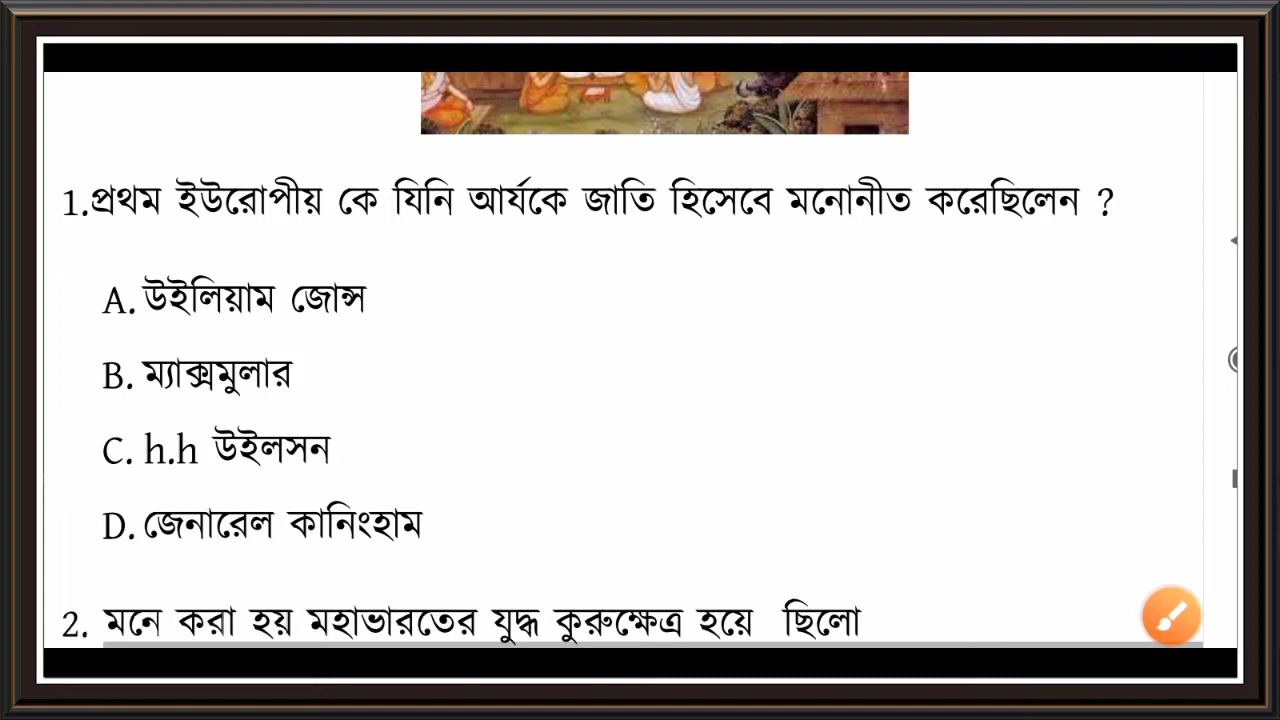 1.প্রথম ইউরোপীয় কে যিনি আর্যকে জাতি হিসেবে মনোনীত করেছিলেন ?
A. উইলিয়াম জোন্স
B. ম্যাক্সমুলার
C. h.h উইলসন
D. জেনারেল কানিংহাম
2. মনে করা হয় মহাভারতের যুদ্ধ কুরুক্ষেত্র হয়ে ছিলো